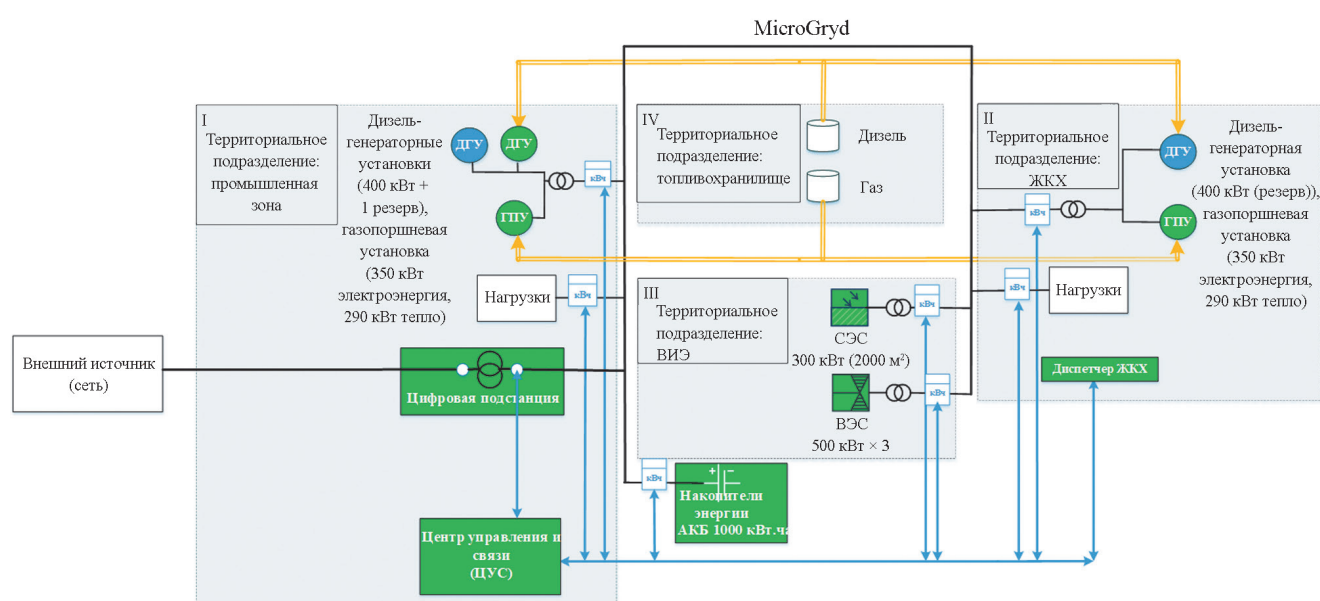 MicroGryd
I
Территориальное
подразделение:
промышленная
зона
Дизель-
генераторные
установки
(400 кВт +
1 резерв),
газопоршневая
установка
(350 кВт
электроэнергия,
290 кВт тепло)
ДГУ
ДГУ
ГПУ
кВч
Нагрузки
кВч
IV
Территориальное
подразделение:
топливохранилище
Дизель
Газ
II
Территориальное
подразделение:
ЖКХ
Дизель-
генераторная
установка
(400 кВт (резерв)),
газопоршневая
установка
(350 кВт
электроэнергия,
290 кВт тепло)
ДГУ
ГПУ
кВч
кВч
Нагрузки
III
Территориальное
подразделение:
ВИЭ
СЭС
300 кВт (2000 м²)
кВч
ВЭС
500 кВт × 3
кВч
Внешний источник
(сеть)
Цифровая подстанция
Диспетчер ЖКХ
кВч
+ −
Накопители
энергии
АКБ 1000 кВт.ча
Центр управления и
связи
(ЦУС)